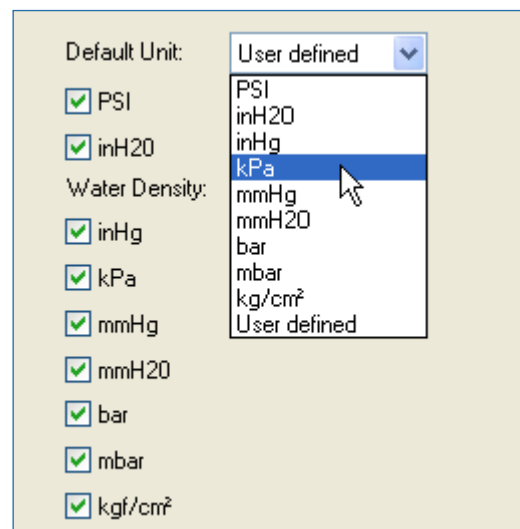 Default Unit:
User defined
PSI
inH20
Water Density:
inHg
kPa
mmHg
mmH20
bar
mbar
kgf/cm²
PSI
inH20
inHg
kPa
mmHg
mmH20
bar
mbar
kg/cm²
User defined